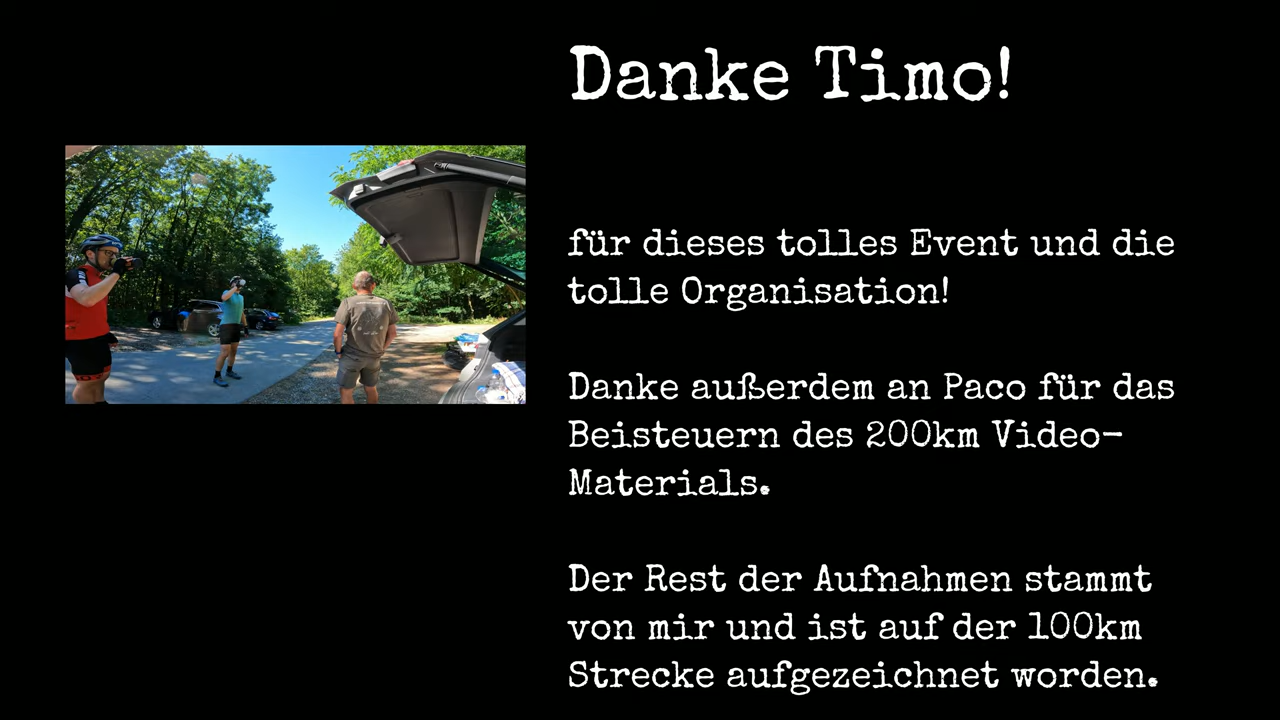 Danke Timo!
für dieses tolles Event und die
tolle Organisation!
Danke außerdem an Paco für das
Beisteuern des 200km Video-
Materials.
Der Rest der Aufnahmen stammt
von mir und ist auf der 100km
Strecke aufgezeichnet worden.